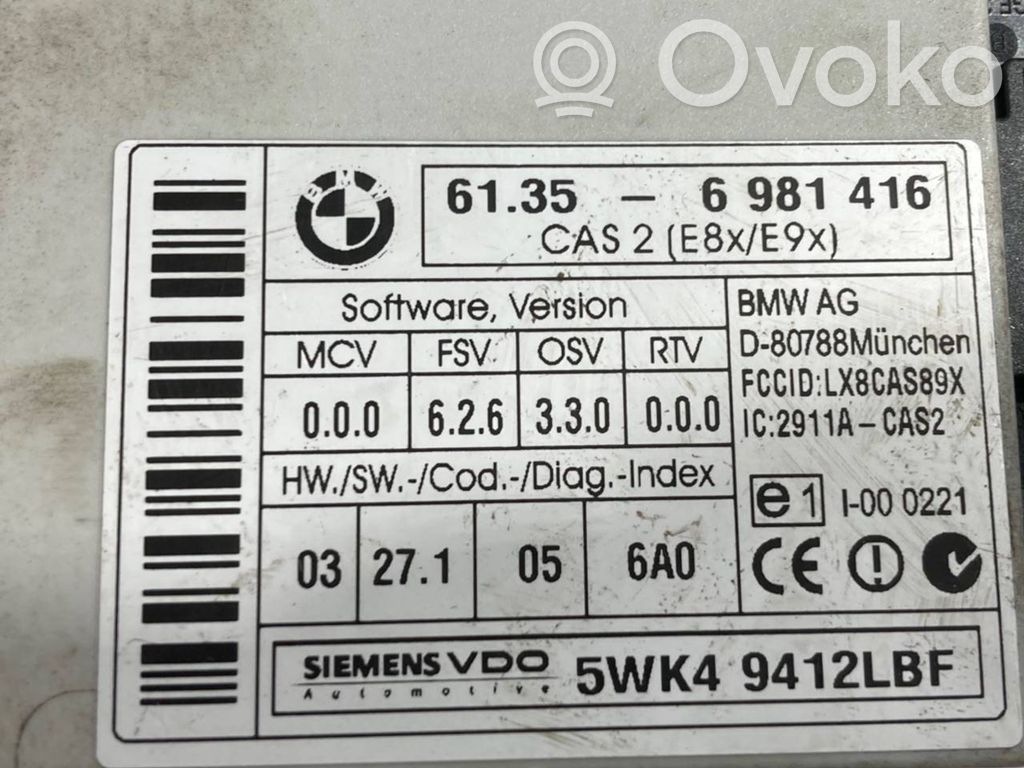 Ovoko
BMW
61.35 – 6 981 416
CAS 2 (E8x/E9x)
Software, Version
MCV FSV OSV RTV
0.0.0 6.2.6 3.3.0 0.0.0
HW./SW.-/Cod.-/Diag.-Index
03 27.1 05 6A0
BMW AG
D-80788München
FCCID:LX8CAS89X
IC:2911A-CAS2
e1 I-00 0221
CE
SIEMENS VDO
Automotive
5WK4 9412LBF